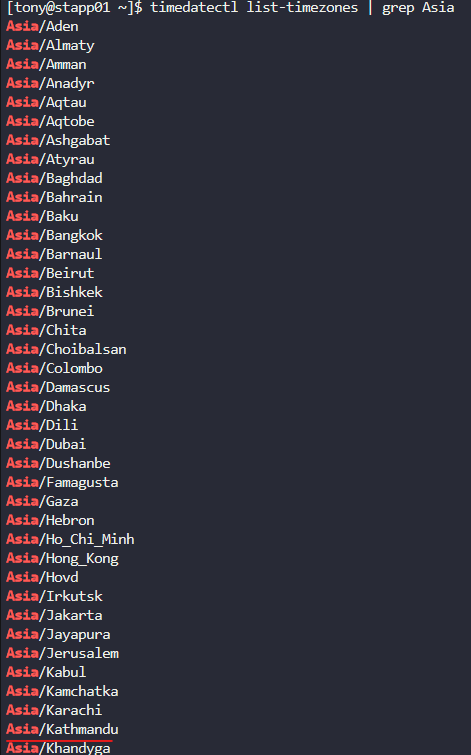 [tony@stapp01 ~]$ timedatectl list-timezones | grep Asia
Asia/Aden
Asia/Almaty
Asia/Amman
Asia/Anadyr
Asia/Aqtau
Asia/Aqtobe
Asia/Ashgabat
Asia/Atyrau
Asia/Baghdad
Asia/Bahrain
Asia/Baku
Asia/Bangkok
Asia/Barnaul
Asia/Beirut
Asia/Bishkek
Asia/Brunei
Asia/Chita
Asia/Choibalsan
Asia/Colombo
Asia/Damascus
Asia/Dhaka
Asia/Dili
Asia/Dubai
Asia/Dushanbe
Asia/Famagusta
Asia/Gaza
Asia/Hebron
Asia/Ho_Chi_Minh
Asia/Hong_Kong
Asia/Hovd
Asia/Irkutsk
Asia/Jakarta
Asia/Jayapura
Asia/Jerusalem
Asia/Kabul
Asia/Kamchatka
Asia/Karachi
Asia/Kathmandu
Asia/Khandyga